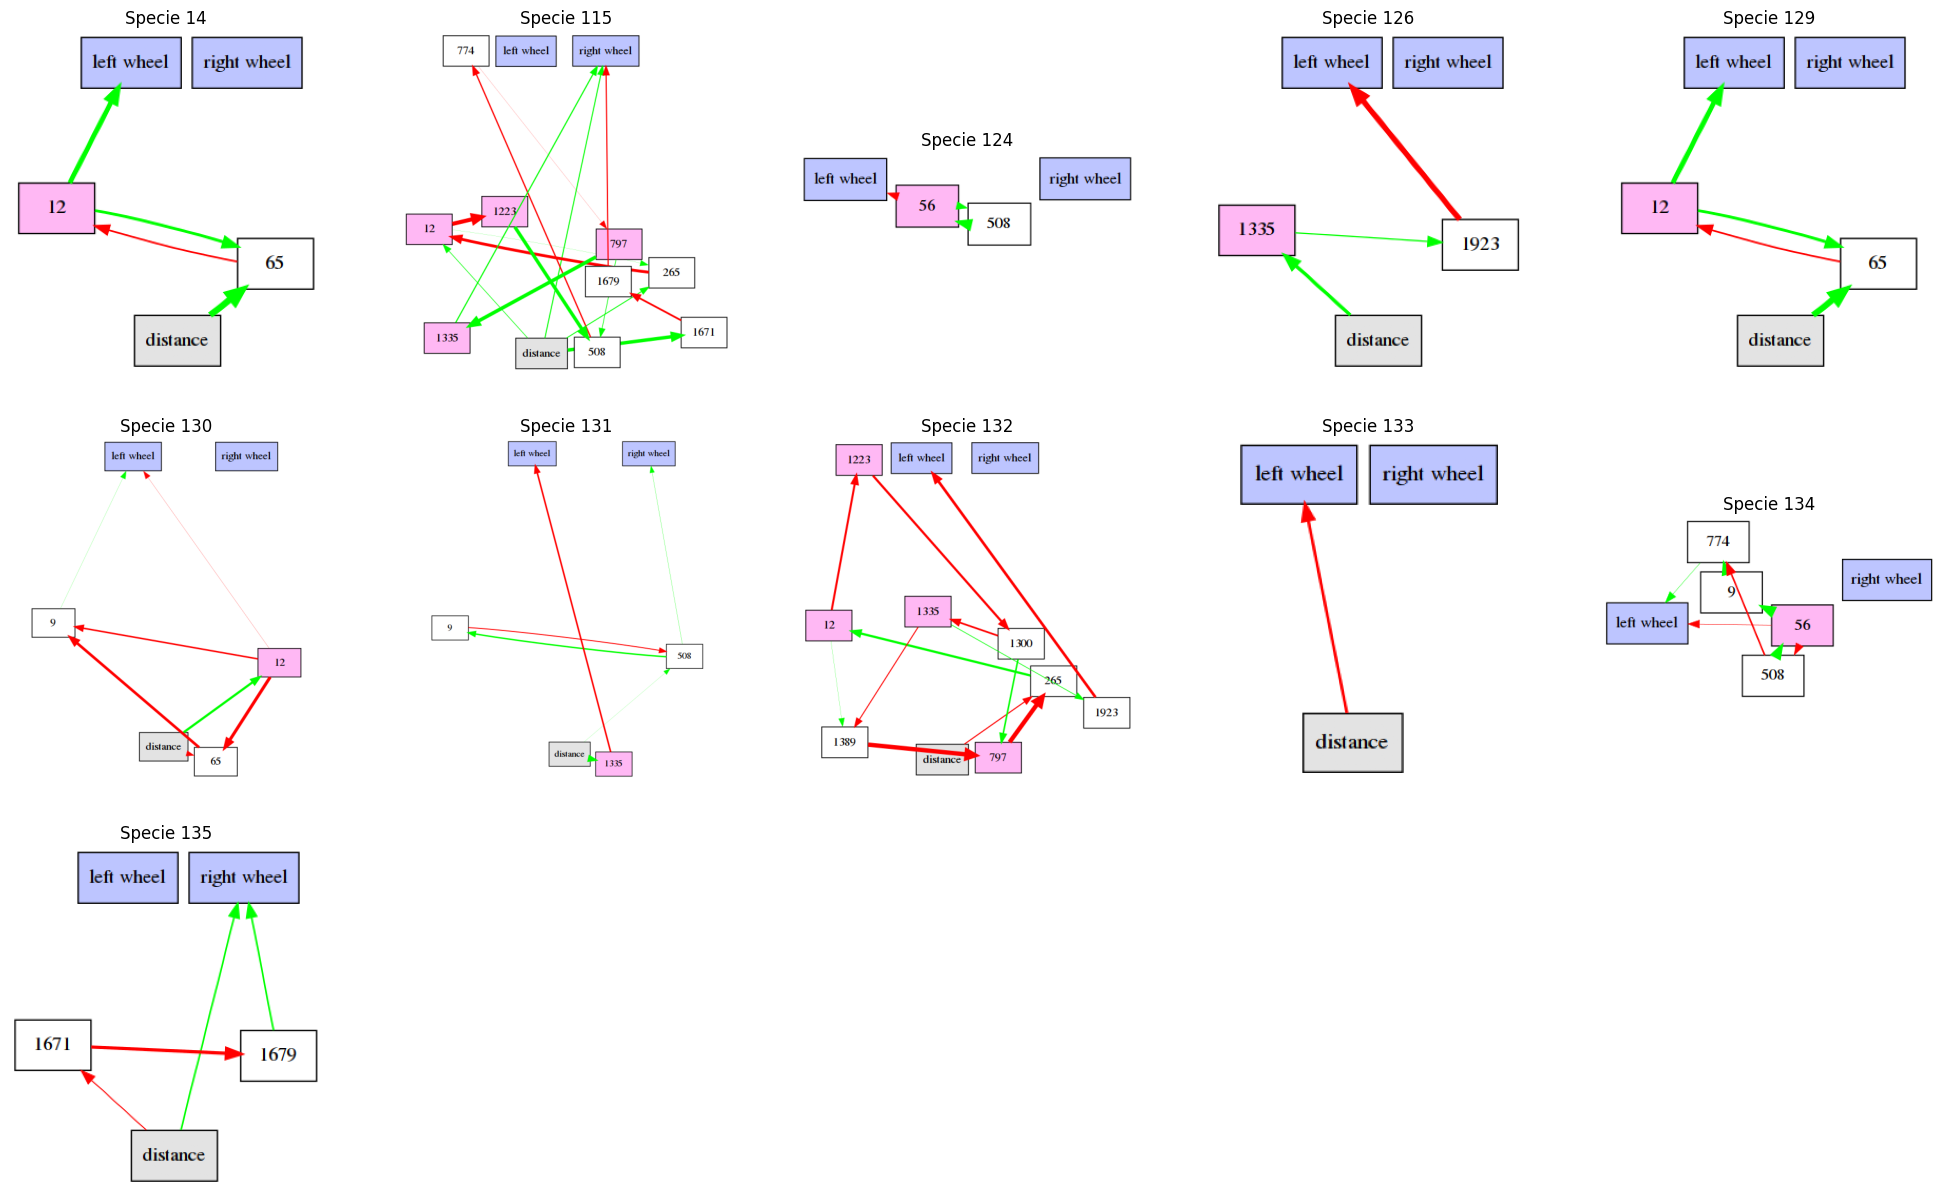 Specie 14
left wheel
right wheel
12
65
distance
Specie 115
774
left wheel
right wheel
1223
12
797
265
1679
1671
1335
distance
508
Specie 124
left wheel
right wheel
56
508
Specie 126
left wheel
right wheel
1335
1923
distance
Specie 129
left wheel
right wheel
12
65
distance
Specie 130
left wheel
right wheel
9
12
distance
65
Specie 131
left wheel
right wheel
9
508
distance
1335
Specie 132
1223
left wheel
right wheel
1335
12
1300
265
1923
1389
distance
797
Specie 133
left wheel
right wheel
distance
Specie 134
774
right wheel
9
left wheel
56
508
Specie 135
left wheel
right wheel
1671
1679
distance